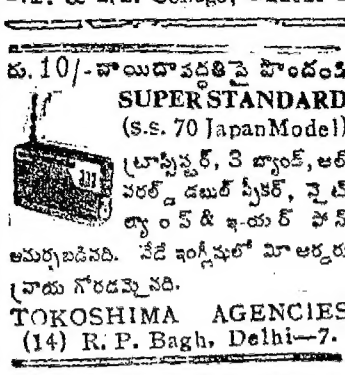 రు. 10/-వాయిదాపద్ధతిపై పొందండి
SUPER STANDARD
(S.S. 70 Japan Model)
ట్రాన్సిస్టర్, 3 బ్యాండ్, ఆల్
వరల్డ్ డబుల్ స్పీకర్, నైట్
ల్యాంప్ & ఇ-యర్ ఫోన్
అమర్చబడినది. నేడే ఇంగ్లీషులో మీ ఆర్డరు
వ్రాయ గోరడమైనది.
TOKOSHIMA AGENCIES
(14) R. P. Bagh, Delhi—7.